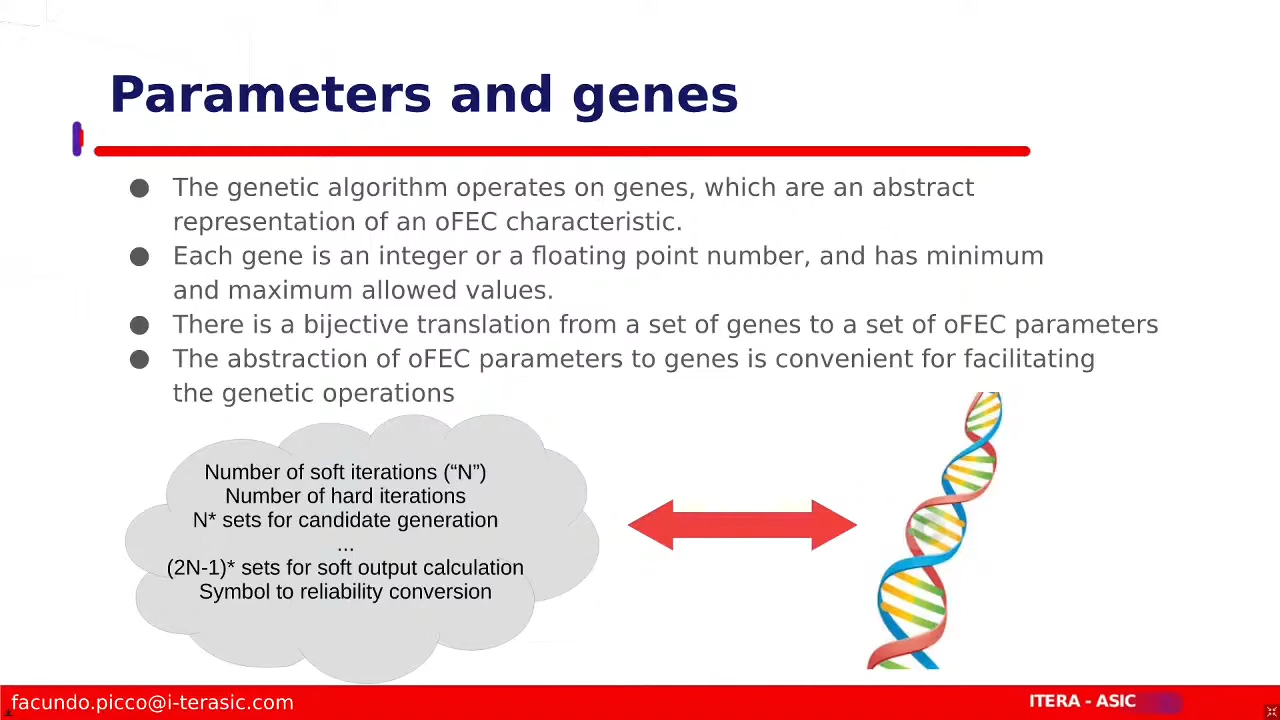 Parameters and genes
● The genetic algorithm operates on genes, which are an abstract
representation of an oFEC characteristic.
● Each gene is an integer or a floating point number, and has minimum
and maximum allowed values.
● There is a bijective translation from a set of genes to a set of oFEC parameters
● The abstraction of oFEC parameters to genes is convenient for facilitating
the genetic operations
Number of soft iterations (“N”)
Number of hard iterations
N* sets for candidate generation
...
(2N-1)* sets for soft output calculation
Symbol to reliability conversion
facundo.picco@i-terasic.com
ITERA - ASIC